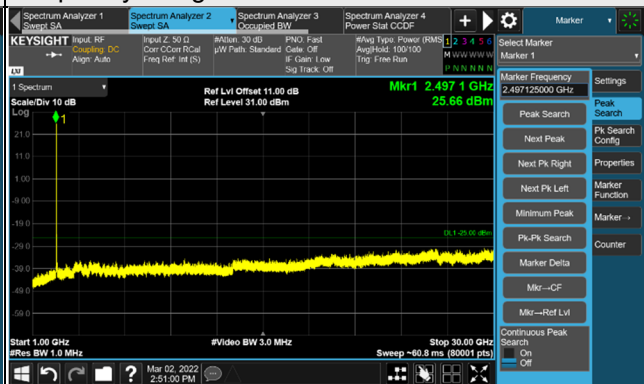 Spectrum Analyzer 1
Swept SA
Spectrum Analyzer 2
Swept SA
Spectrum Analyzer 3
Occupied BW
Spectrum Analyzer 4
Power Stat CCDF
Marker
KEYSIGHT
Input: RF
Coupling: DC
Align: Auto
Input Z: 50 Ω
Corr CCorr RCal
Freq Ref: Int (S)
#Atten: 30 dB
µW Path: Standard
PNO: Fast
Gate: Off
IF Gain: Low
Sig Track: Off
#Avg Type: Power (RMS
Avg|Hold: 100/100
Trig: Free Run
1 2 3 4 5 6
M W W W W W
P N N N N N
LXI
Select Marker
Marker 1
1 Spectrum
Scale/Div 10 dB
Log
Ref Lvl Offset 11.00 dB
Ref Level 31.00 dBm
Mkr1 2.497 1 GHz
25.66 dBm
1
21.0
11.0
1.00
-9.00
-19.0
-29.0
-39.0
-49.0
-59.0
DL1 -25.00 dBm
Start 1.00 GHz
#Res BW 1.0 MHz
#Video BW 3.0 MHz
Stop 30.00 GHz
Sweep ~60.8 ms (80001 pts)
Marker Frequency
2.497125000 GHz
Peak Search
Next Peak
Next Pk Right
Next Pk Left
Minimum Peak
Pk-Pk Search
Marker Delta
Mkr→CF
Mkr→Ref Lvl
Continuous Peak
Search
On
Off
Settings
Peak
Search
Pk Search
Config
Properties
Marker
Function
Marker→
Counter
Mar 02, 2022
2:51:00 PM